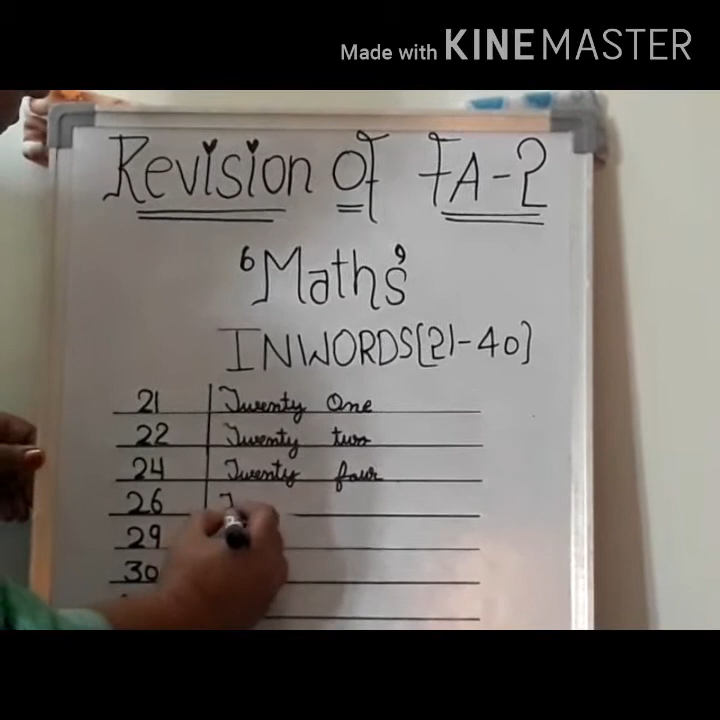 Made with KINEMASTER
Revision Of FA-2
"Maths"
INWORDS[21-40]
21 Twenty One
22 Twenty two
24 Twenty four
26 T
29
30